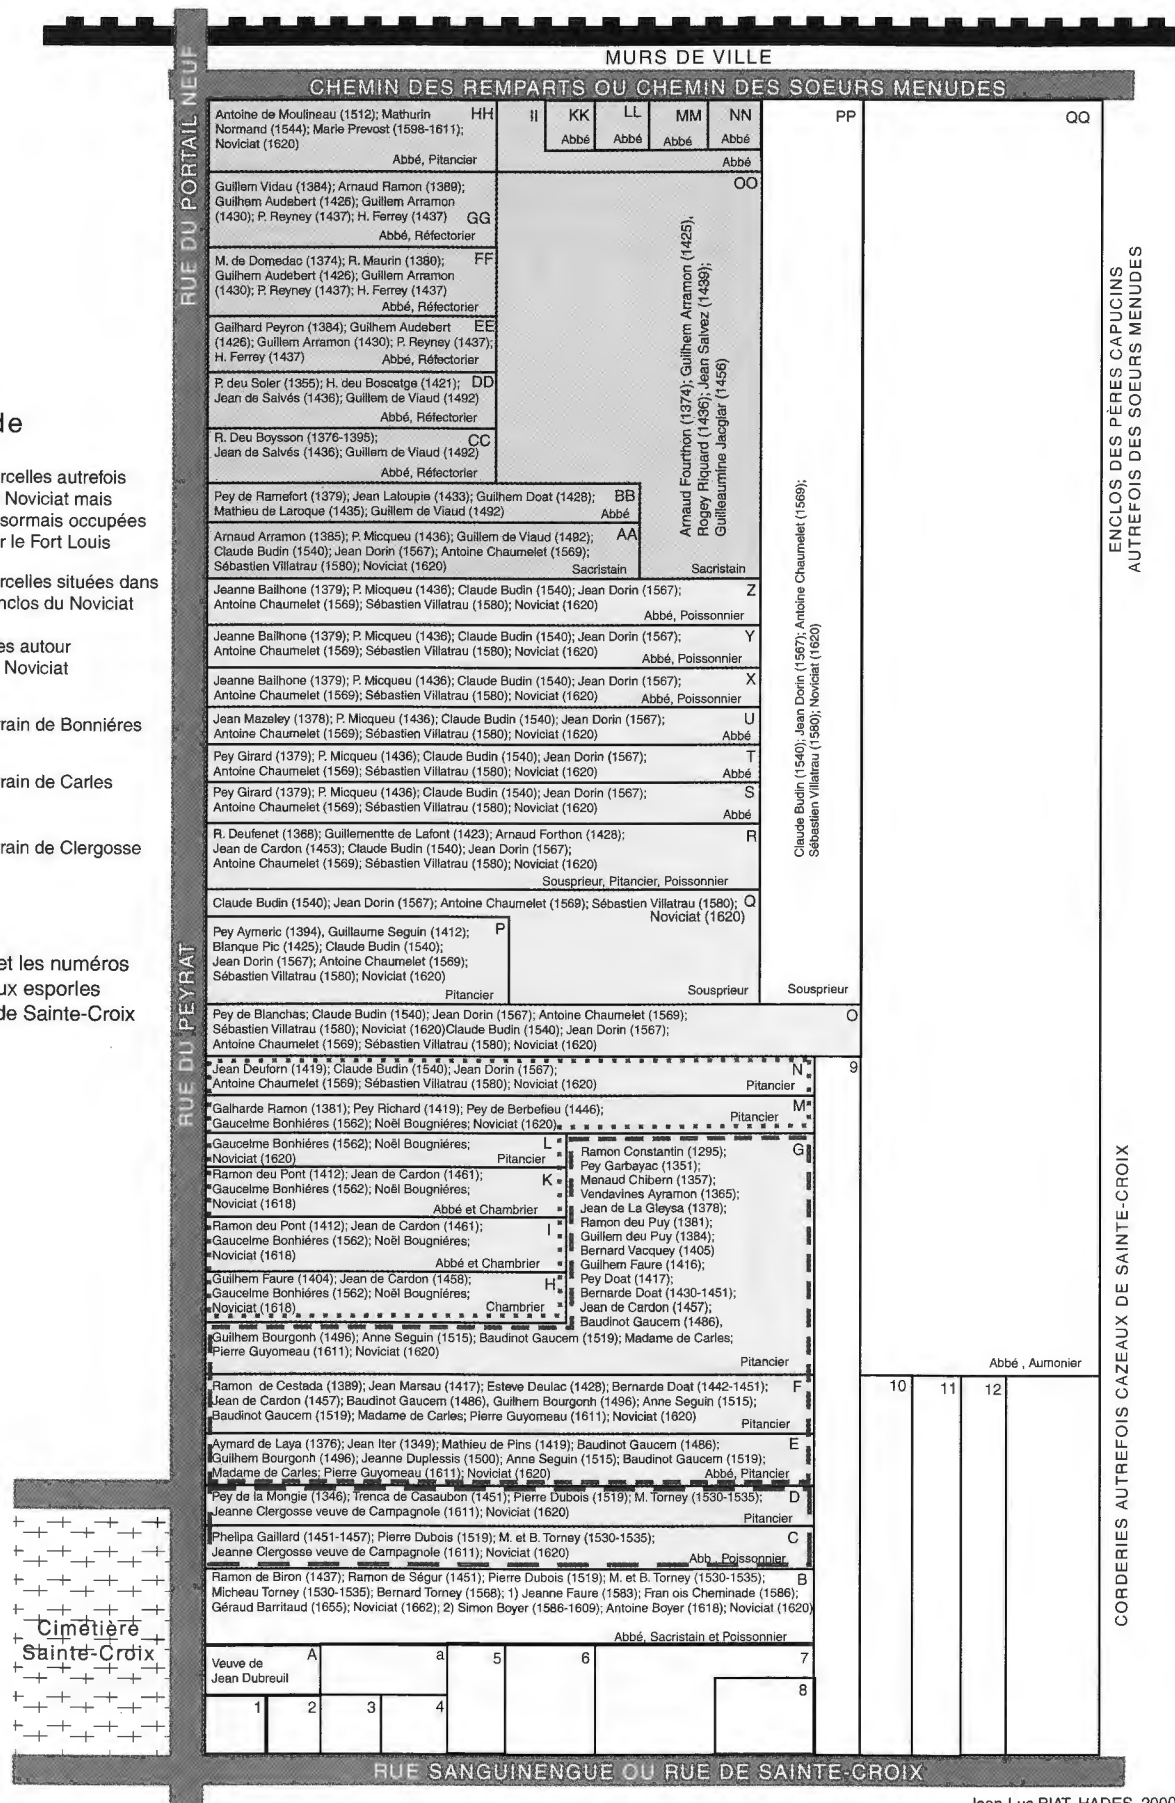 MURS DE VILLE
CHEMIN DES REMPARTS OU CHEMIN DES SOEURS MENUDES
RUE DU PORTAIL NEUF
Antoine de Moulineau (1512); Mathurin
Normand (1544); Marie Prevost (1598-1611);
Noviciat (1620)
HH
Abbé, Pitancier
II
KK
Abbé
LL
Abbé
MM
Abbé
NN
Abbé
Abbé
PP
QQ
Guillem Vidau (1384); Arnaud Ramon (1389);
Guilhem Audebert (1426); Guillem Arramon
(1430); P. Reyney (1437); H. Ferrey (1437)
GG
Abbé, Réfectorier
OO
Arnaud Fourthon (1374); Guilhem Arramon (1425),
Rogey Riquard (1436); Jean Salvez (1439);
Guilleaumine Jacglar (1456)
Sacristain
M. de Domedac (1374); R. Maurin (1380);
Guilhem Audebert (1426); Guillem Arramon
(1430); P. Reyney (1437); H. Ferrey (1437)
FF
Abbé, Réfectorier
Gailhard Peyron (1384); Guilhem Audebert
(1426); Guillem Arramon (1430); P. Reyney (1437);
H. Ferrey (1437)
EE
Abbé, Réfectorier
P. deu Soler (1355); H. deu Boscatge (1421);
Jean de Salvés (1436); Guillem de Viaud (1492)
DD
Abbé, Réfectorier
R. Deu Boysson (1376-1395);
Jean de Salvés (1436); Guillem de Viaud (1492)
CC
Abbé, Réfectorier
Pey de Ramefort (1379); Jean Laloupie (1433); Guilhem Doat (1428);
Mathieu de Laroque (1435); Guillem de Viaud (1492)
BB
Abbé
Arnaud Arramon (1385); P. Micqueu (1436); Guillem de Viaud (1492);
Claude Budin (1540); Jean Dorin (1567); Antoine Chaumelet (1569);
Sébastien Villatrau (1580); Noviciat (1620)
AA
Sacristain
Jeanne Bailhone (1379); P. Micqueu (1436); Claude Budin (1540); Jean Dorin (1567);
Antoine Chaumelet (1569); Sébastien Villatrau (1580); Noviciat (1620)
Z
Abbé, Poissonnier
Jeanne Bailhone (1379); P. Micqueu (1436); Claude Budin (1540); Jean Dorin (1567);
Antoine Chaumelet (1569); Sébastien Villatrau (1580); Noviciat (1620)
Y
Abbé, Poissonnier
Jeanne Bailhone (1379); P. Micqueu (1436); Claude Budin (1540); Jean Dorin (1567);
Antoine Chaumelet (1569); Sébastien Villatrau (1580); Noviciat (1620)
X
Abbé, Poissonnier
Jean Mazeley (1378); P. Micqueu (1436); Claude Budin (1540); Jean Dorin (1567);
Antoine Chaumelet (1569); Sébastien Villatrau (1580); Noviciat (1620)
U
Abbé
Pey Girard (1379); P. Micqueu (1436); Claude Budin (1540); Jean Dorin (1567);
Antoine Chaumelet (1569); Sébastien Villatrau (1580); Noviciat (1620)
T
Abbé
Pey Girard (1379); P. Micqueu (1436); Claude Budin (1540); Jean Dorin (1567);
Antoine Chaumelet (1569); Sébastien Villatrau (1580); Noviciat (1620)
S
Abbé
R. Deufenet (1368); Guillementte de Lafont (1423); Arnaud Forthon (1428);
Jean de Cardon (1453); Claude Budin (1540); Jean Dorin (1567);
Antoine Chaumelet (1569); Sébastien Villatrau (1580); Noviciat (1620)
R
Sousprieur, Pitancier, Poissonnier
Claude Budin (1540); Jean Dorin (1567); Antoine Chaumelet (1569); Sébastien Villatrau (1580);
Noviciat (1620)
Q
Sousprieur
Pey Aymeric (1394), Guillaume Seguin (1412);
Blanque Pic (1425); Claude Budin (1540);
Jean Dorin (1567); Antoine Chaumelet (1569);
Sébastien Villatrau (1580); Noviciat (1620)
P
Pitancier
Claude Budin (1540); Jean Dorin (1567); Antoine Chaumelet (1569);
Sébastien Villatrau (1580); Noviciat (1620)
Sousprieur
Pey de Blanchas; Claude Budin (1540); Jean Dorin (1567); Antoine Chaumelet (1569);
Sébastien Villatrau (1580); Noviciat (1620)Claude Budin (1540); Jean Dorin (1567);
Antoine Chaumelet (1569); Sébastien Villatrau (1580); Noviciat (1620)
O
RUE DU PEYRAT
Jean Deuforn (1419); Claude Budin (1540); Jean Dorin (1567);
Antoine Chaumelet (1569); Sébastien Villatrau (1580); Noviciat (1620)
N
Pitancier
9
Galharde Ramon (1381); Pey Richard (1419); Pey de Berbefieu (1446);
Gaucelme Bonhiéres (1562); Noël Bougniéres; Noviciat (1620)
M
Pitancier
Gaucelme Bonhiéres (1562); Noël Bougniéres;
Noviciat (1620)
L
Pitancier
Ramon deu Pont (1412); Jean de Cardon (1461);
Gaucelme Bonhiéres (1562); Noël Bougniéres;
Noviciat (1618)
K
Abbé et Chambrier
Ramon deu Pont (1412); Jean de Cardon (1461);
Gaucelme Bonhiéres (1562); Noël Bougniéres;
Noviciat (1618)
I
Abbé et Chambrier
Guilhem Faure (1404); Jean de Cardon (1458);
Gaucelme Bonhiéres (1562); Noël Bougniéres;
Noviciat (1618)
H
Chambrier
G
Ramon Constantin (1295);
Pey Garbayac (1351);
Menaud Chibern (1357);
Vendavines Ayramon (1365);
Jean de La Gleysa (1378);
Ramon deu Puy (1381);
Guillem deu Puy (1384);
Bernard Vacquey (1405)
Guilhem Faure (1416);
Pey Doat (1417);
Bernarde Doat (1430-1451);
Jean de Cardon (1457);
Baudinot Gaucem (1486),
Guilhem Bourgonh (1496); Anne Seguin (1515); Baudinot Gaucem (1519); Madame de Carles;
Pierre Guyomeau (1611); Noviciat (1620)
Pitancier
Ramon de Cestada (1389); Jean Marsau (1417); Esteve Deulac (1428); Bernarde Doat (1442-1451);
Jean de Cardon (1457); Baudinot Gaucem (1486), Guilhem Bourgonh (1496); Anne Seguin (1515);
Baudinot Gaucem (1519); Madame de Carles; Pierre Guyomeau (1611); Noviciat (1620)
F
Pitancier
Aymard de Laya (1376); Jean Iter (1349); Mathieu de Pins (1419); Baudinot Gaucem (1486);
Guilhem Bourgonh (1496); Jeanne Duplessis (1500); Anne Seguin (1515); Baudinot Gaucem (1519);
Madame de Carles; Pierre Guyomeau (1611); Noviciat (1620)
E
Abbé, Pitancier
Pey de la Mongie (1346); Trenca de Casaubon (1451); Pierre Dubois (1519); M. Torney (1530-1535);
Jeanne Clergosse veuve de Campagnole (1611); Noviciat (1620)
D
Pitancier
Phelipa Gaillard (1451-1457); Pierre Dubois (1519); M. et B. Torney (1530-1535);
Jeanne Clergosse veuve de Campagnole (1611); Noviciat (1620)
C
Abb , Poissonnier
Ramon de Biron (1437); Ramon de Ségur (1451); Pierre Dubois (1519); M. et B. Torney (1530-1535);
Micheau Torney (1530-1535); Bernard Torney (1568); 1) Jeanne Faure (1583); Fran ois Cheminade (1586);
Géraud Barritaud (1655); Noviciat (1662); 2) Simon Boyer (1586-1609); Antoine Boyer (1618); Noviciat (1620)
B
Abbé, Sacristain et Poissonnier
Veuve de
Jean Dubreuil
A
a
5
6
7
8
1
2
3
4
10
11
12
Abbé , Aumonier
ENCLOS DES PÈRES CAPUCINS
AUTREFOIS DES SOEURS MENUDES
CORDERIES AUTREFOIS CAZEAUX DE SAINTE-CROIX
RUE SANGUINENGUE OU RUE DE SAINTE-CROIX
Cimetière
Sainte-Croix
de
rcelles autrefois
Noviciat mais
sormais occupées
r le Fort Louis
rcelles situées dans
nclos du Noviciat
es autour
Noviciat
rain de Bonniéres
rain de Carles
rain de Clergosse
et les numéros
ux esporles
de Sainte-Croix
Jean-Luc PIAT, HADES, 2000